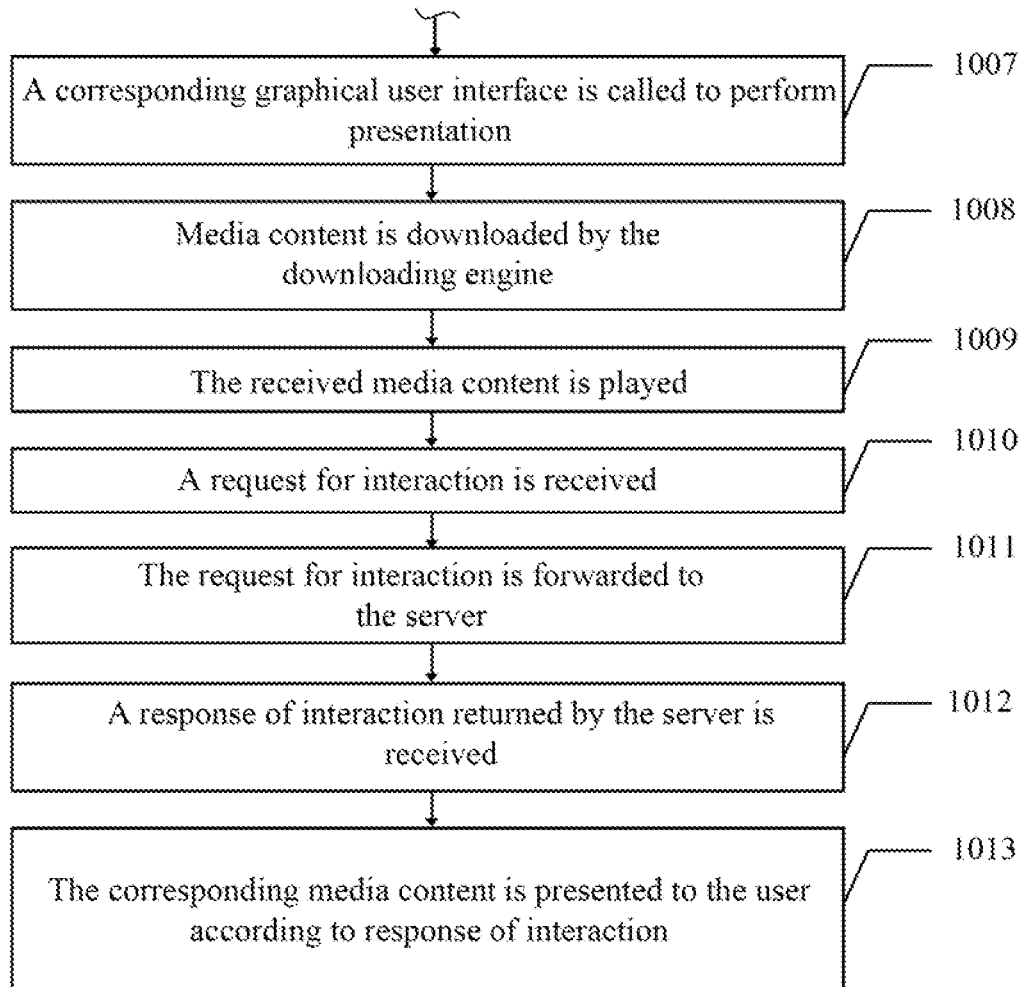 1007
A corresponding graphical user interface is called to perform
presentation
1008
Media content is downloaded by the
downloading engine
1009
The received media content is played
1010
A request for interaction is received
1011
The request for interaction is forwarded to
the server
1012
A response of interaction returned by the server is
received
1013
The corresponding media content is presented to the user
according to response of interaction